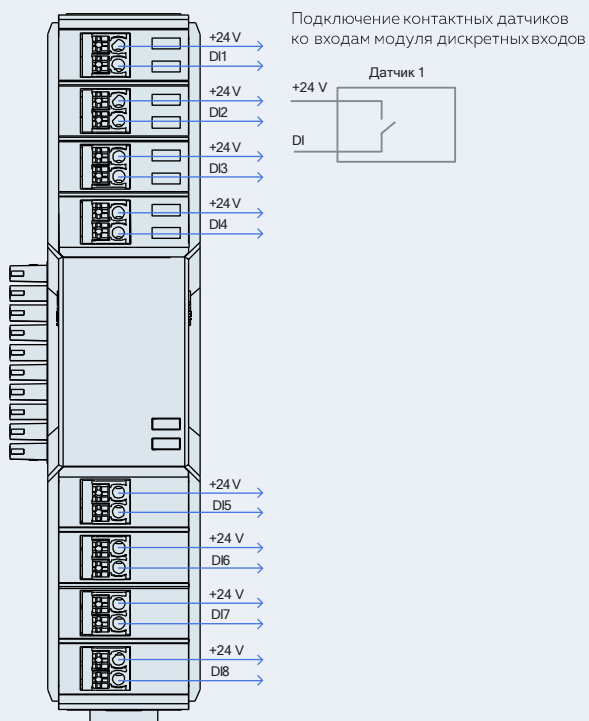 Подключение контактных датчиков
ко входам модуля дискретных входов
Датчик 1
+24 V
DI
+24 V
DI1
+24 V
DI2
+24 V
DI3
+24 V
DI4
+24 V
DI5
+24 V
DI6
+24 V
DI7
+24 V
DI8